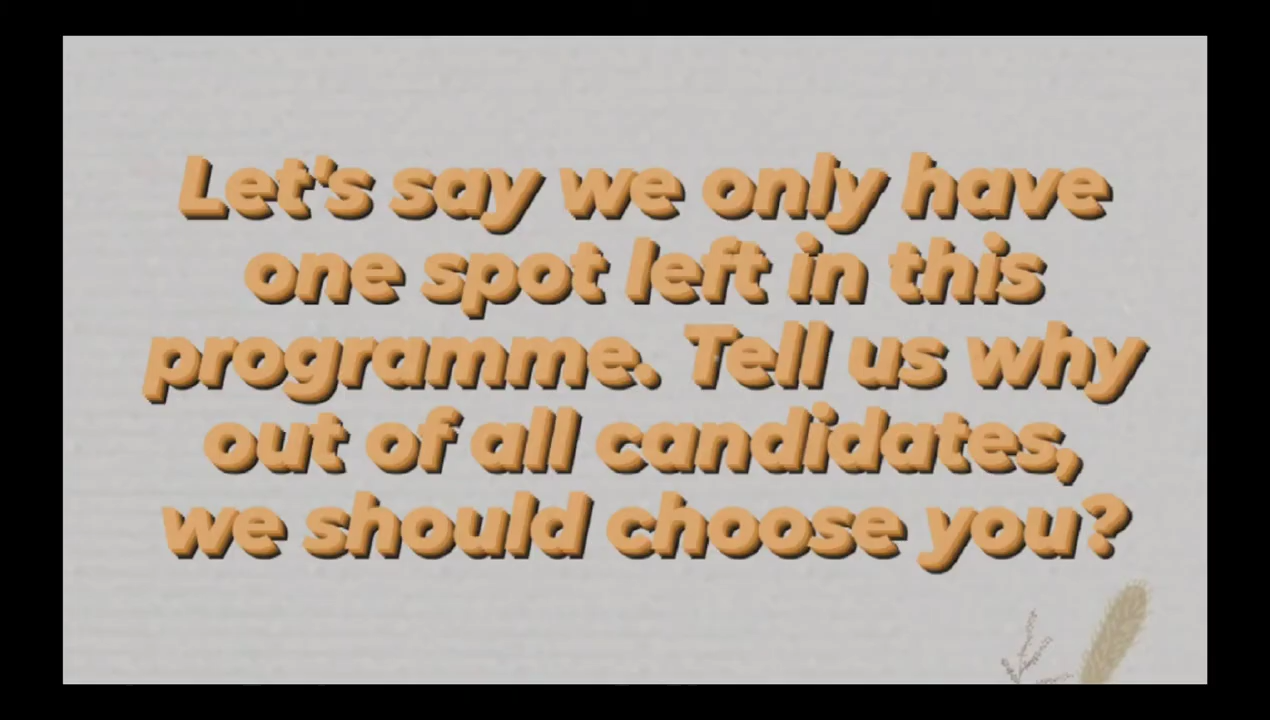 Let's say we only have
one spot left in this
programme. Tell us why
out of all candidates,
we should choose you?